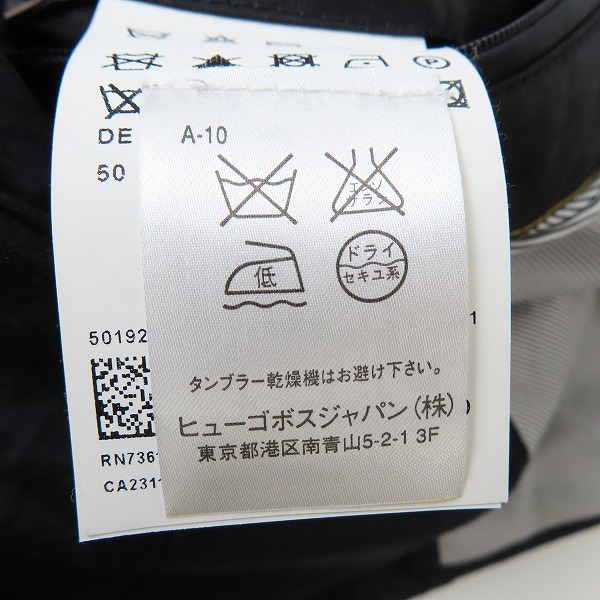 DE
50
A-10
エンソ
チラシ
低
ドライ
セキユ系
50192
1
タンブラー乾燥機はお避け下さい。
ヒューゴボスジャパン(株)
東京都港区南青山5-2-1 3F
RN7361
CA2311